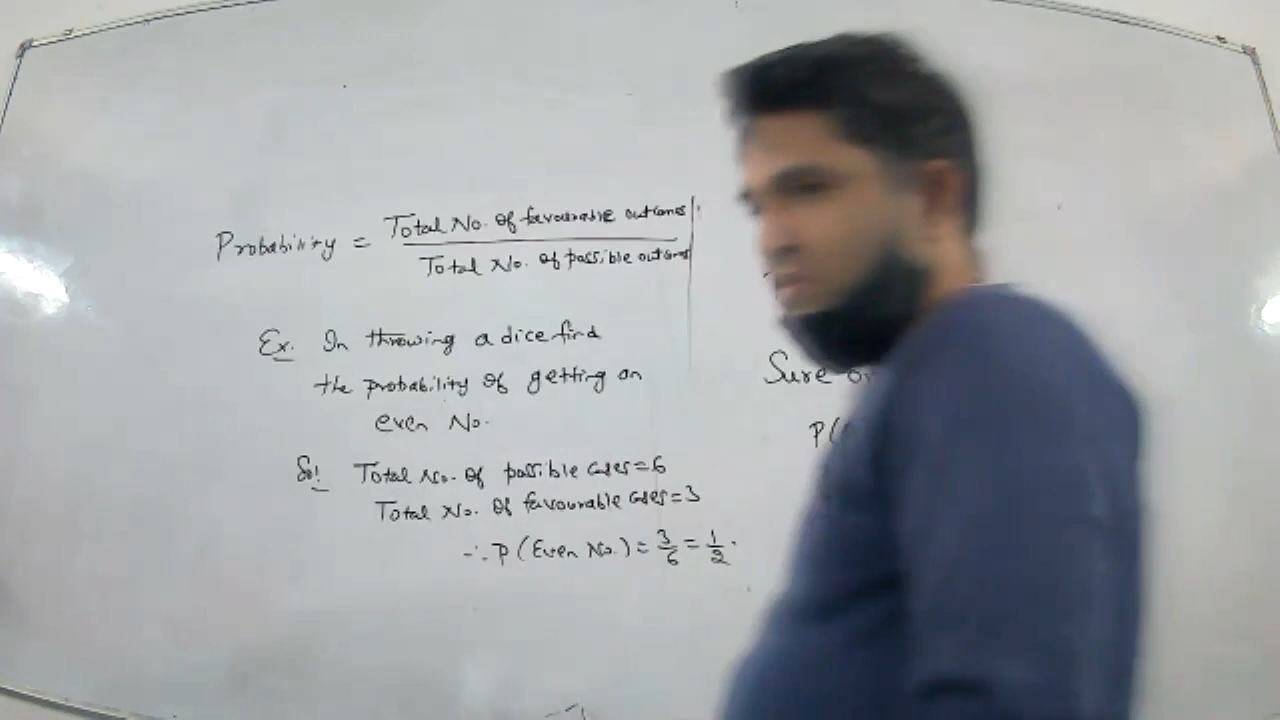 Probability = Total No. of favourable outcomes
Total No. of possible outcomes
Ex. In throwing a dice find
the probability of getting an
even No.
Sol Total No. of possible cases = 6
Total No. of favourable cases = 3
∴ P (Even No.) = 3/6 = 1/2.
Sure
P(